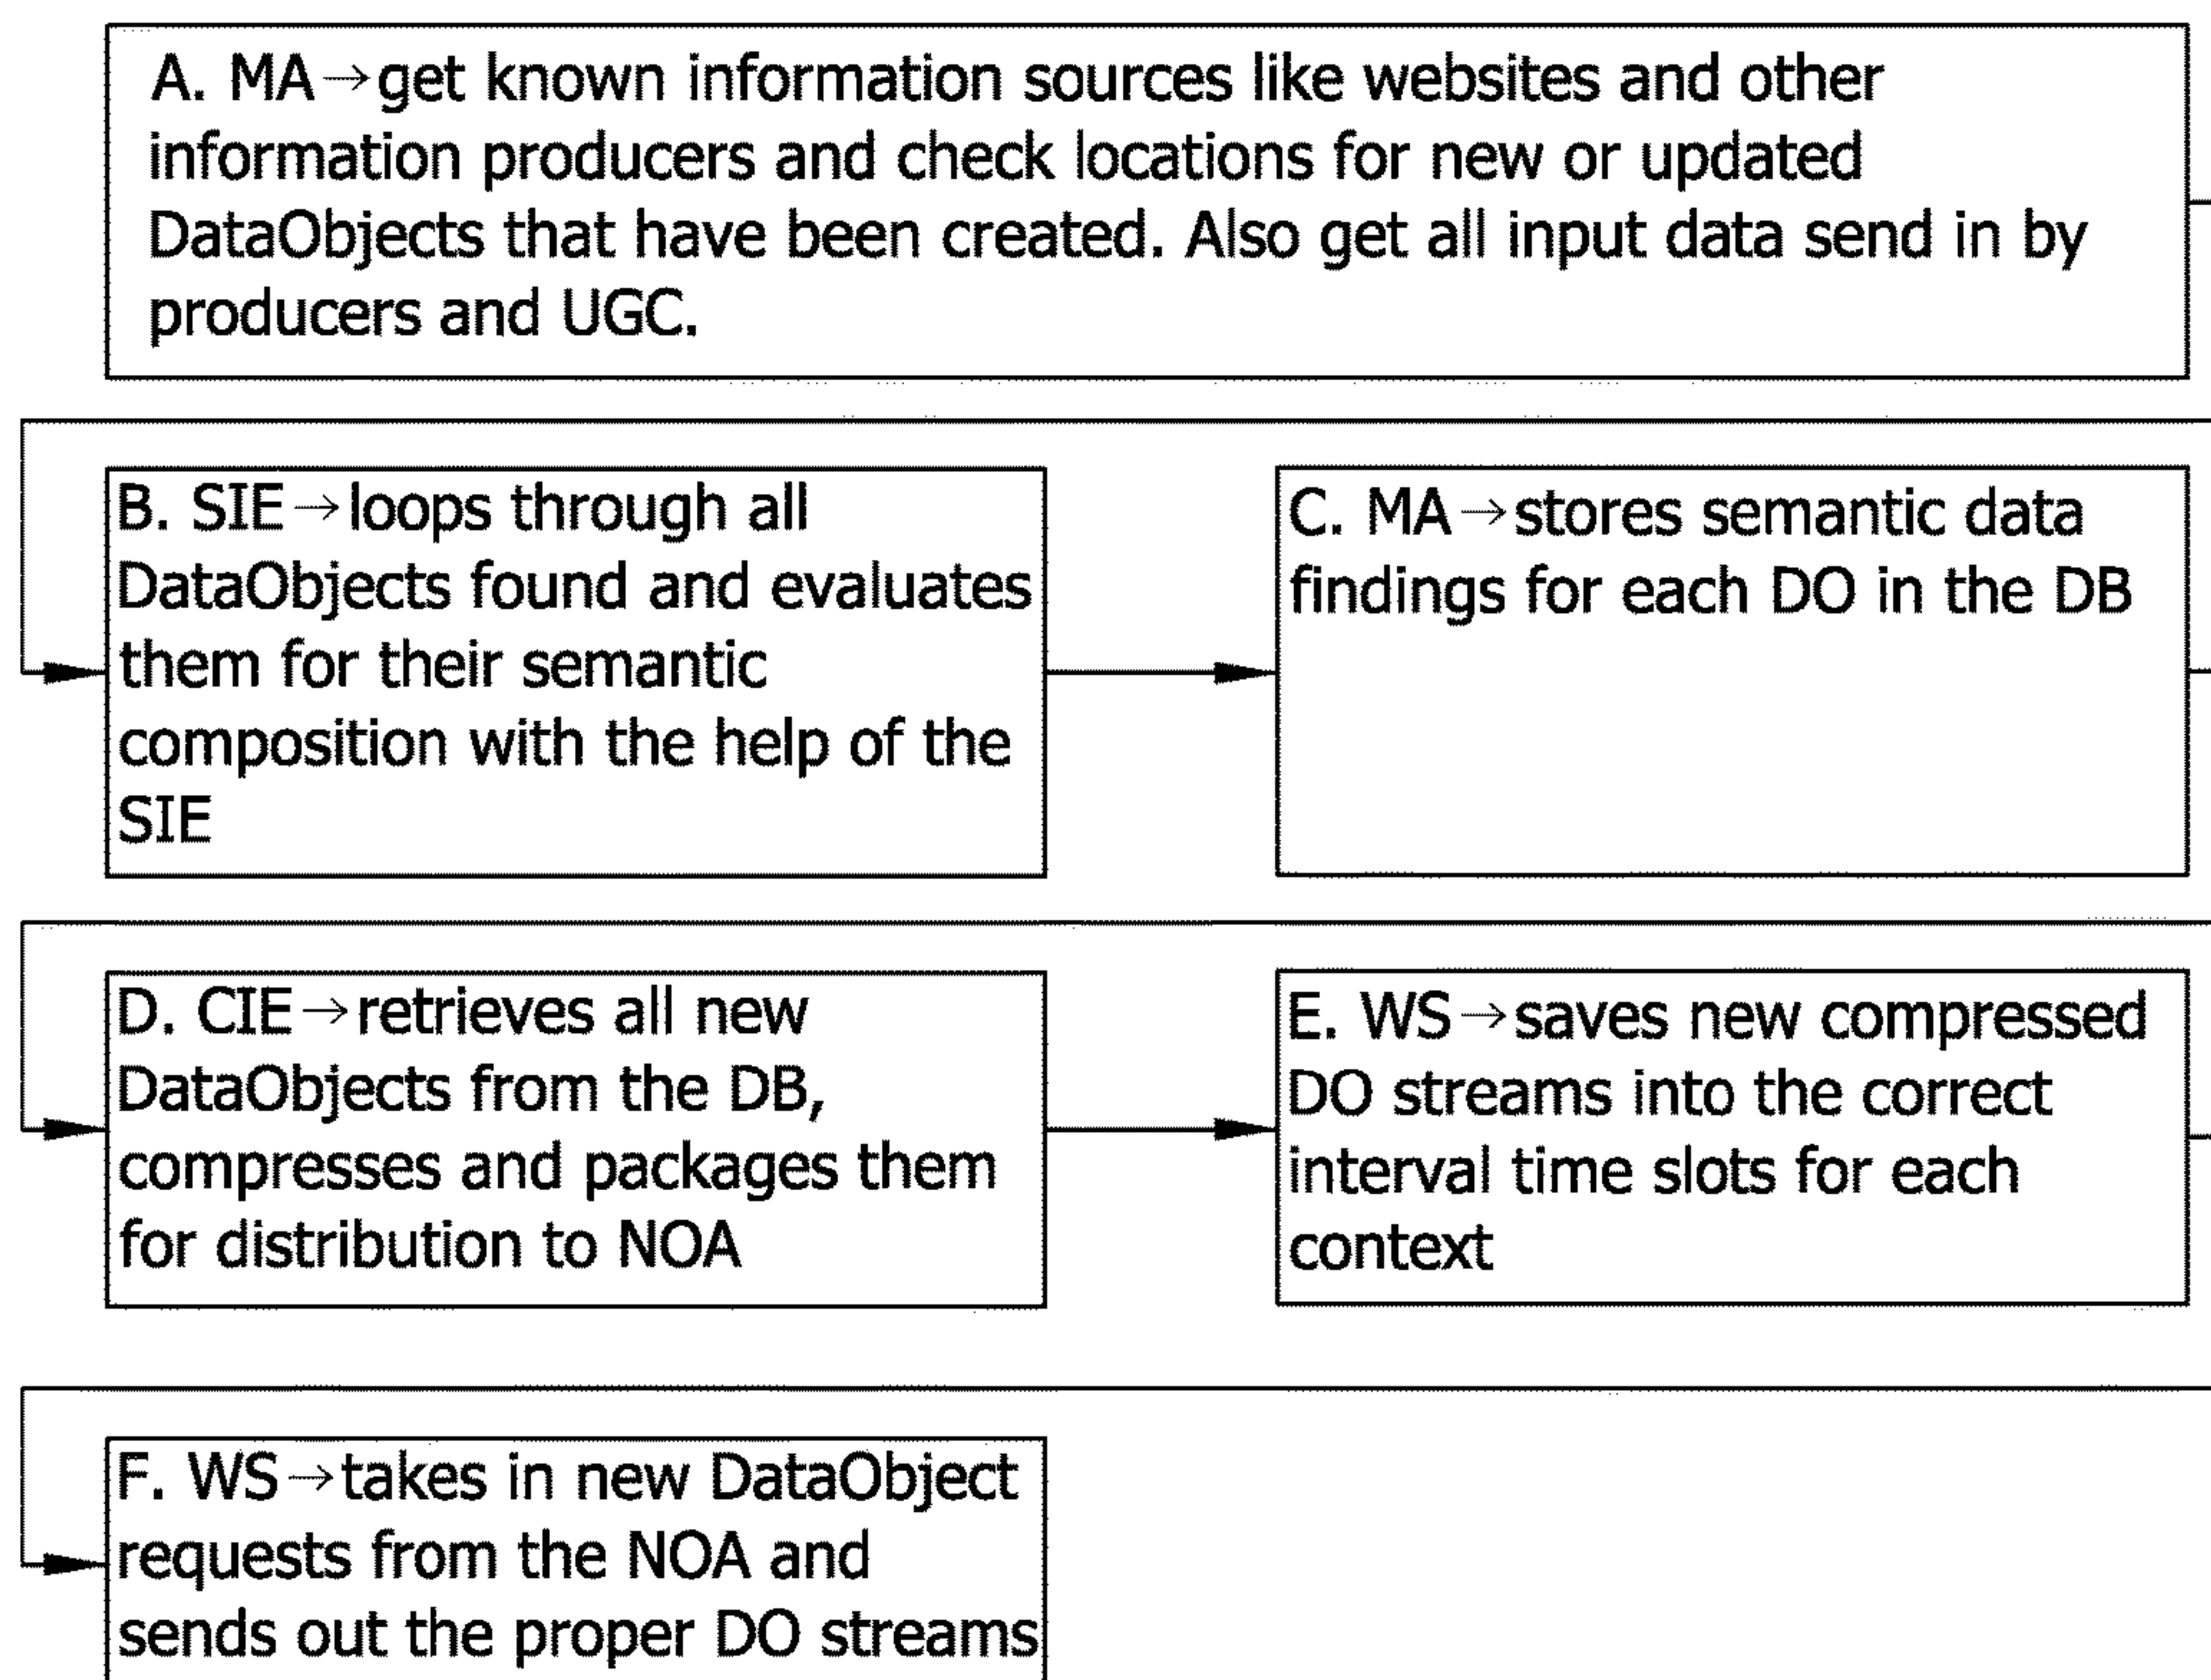 A. MA→get known information sources like websites and other
information producers and check locations for new or updated
DataObjects that have been created. Also get all input data send in by
producers and UGC.
B. SIE→loops through all
DataObjects found and evaluates
them for their semantic
composition with the help of the
SIE
C. MA→stores semantic data
findings for each DO in the DB
D. CIE→retrieves all new
DataObjects from the DB,
compresses and packages them
for distribution to NOA
E. WS→saves new compressed
DO streams into the correct
interval time slots for each
context
F. WS→takes in new DataObject
requests from the NOA and
sends out the proper DO streams